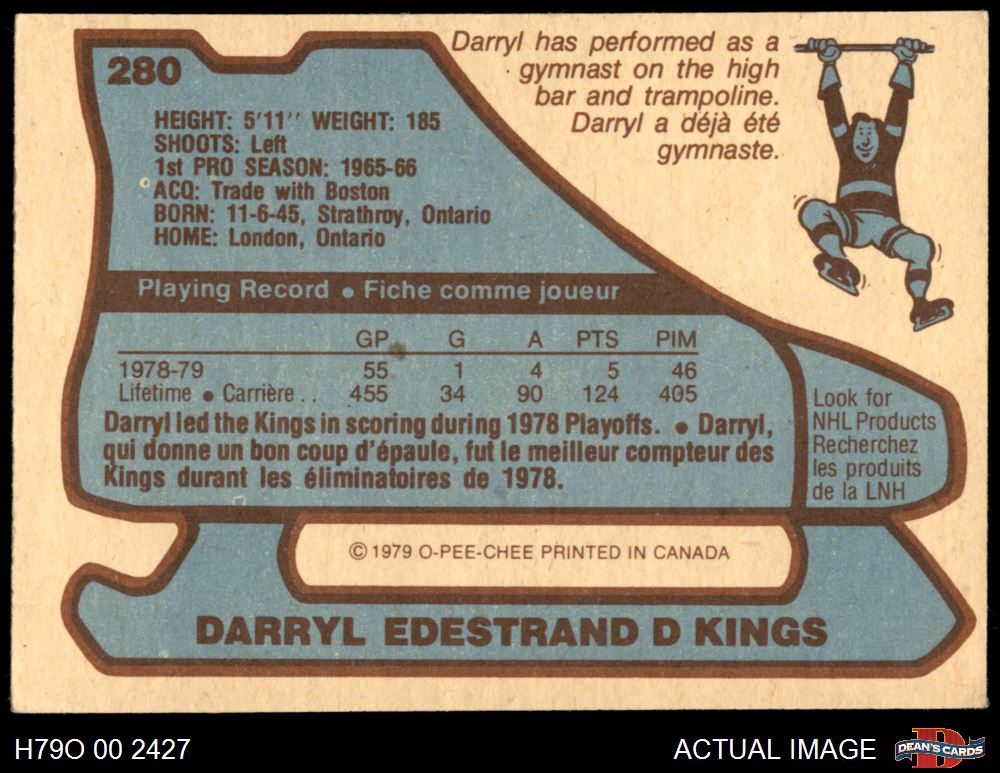 280
Darryl has performed as a
gymnast on the high
bar and trampoline.
Darryl a déjà été
gymnaste.
HEIGHT: 5'11'' WEIGHT: 185
SHOOTS: Left
1st PRO SEASON: 1965-66
ACQ: Trade with Boston
BORN: 11-6-45, Strathroy, Ontario
HOME: London, Ontario
Playing Record • Fiche comme joueur
GP G A PTS PIM
1978-79 55 1 4 5 46
Lifetime • Carrière . . 455 34 90 124 405
Darryl led the Kings in scoring during 1978 Playoffs. • Darryl,
qui donne un bon coup d'épaule, fut le meilleur compteur des
Kings durant les éliminatoires de 1978.
Look for
NHL Products
Recherchez
les produits
de la LNH
© 1979 O-PEE-CHEE PRINTED IN CANADA
DARRYL EDESTRAND D KINGS
H79O 00 2427
ACTUAL IMAGE
D
DEAN'S CARDS